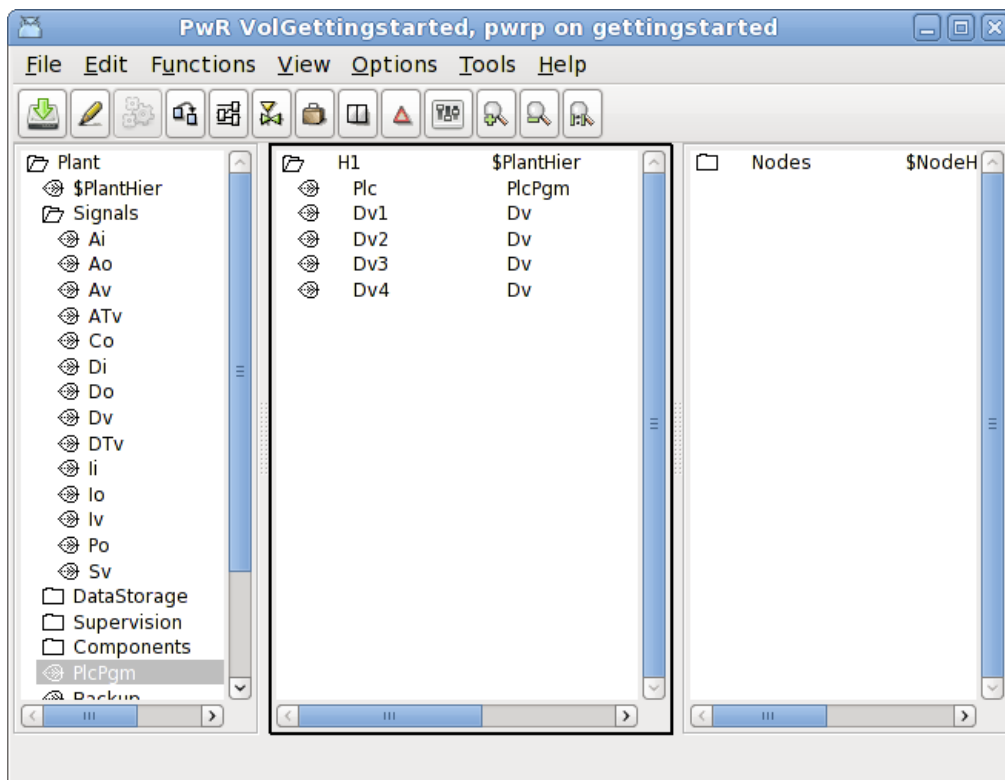 PwR VolGettingstarted, pwrp on gettingstarted
File Edit Functions View Options Tools Help
Plant
$PlantHier
Signals
Ai
Ao
Av
ATv
Co
Di
Do
Dv
DTv
Ii
Io
Iv
Po
Sv
DataStorage
Supervision
Components
PlcPgm
Backup
H1 $PlantHier
Plc PlcPgm
Dv1 Dv
Dv2 Dv
Dv3 Dv
Dv4 Dv
Nodes $NodeH